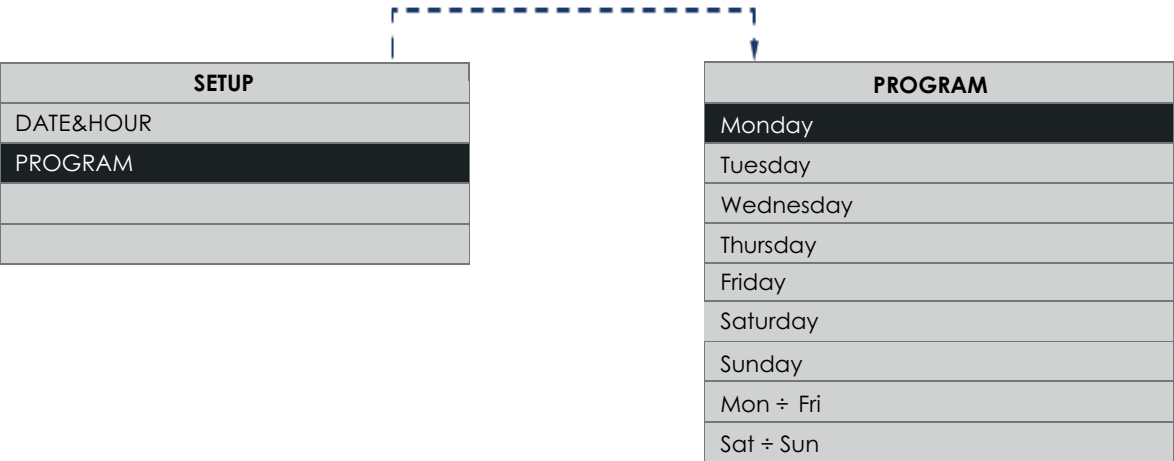 SETUP
DATE&HOUR
PROGRAM
PROGRAM
Monday
Tuesday
Wednesday
Thursday
Friday
Saturday
Sunday
Mon ÷ Fri
Sat ÷ Sun